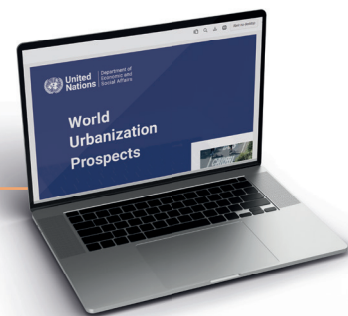 United Nations
Department of
Economic and
Social Affairs
World
Urbanization
Prospects